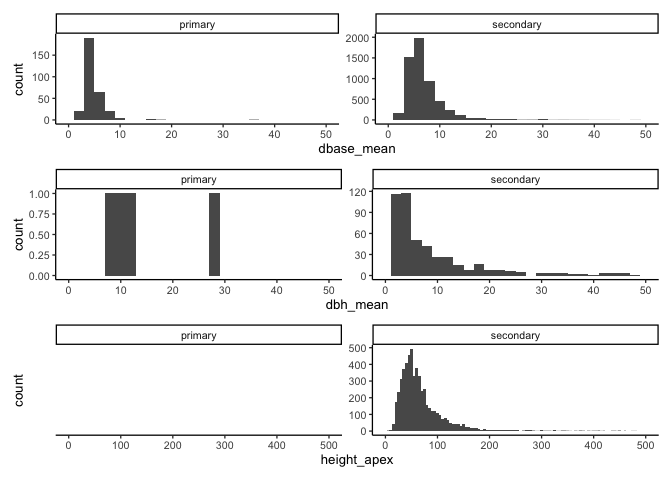 primary secondary
150
100
50
0
2000
1500
1000
500
0
count
0 10 20 30 40 50 0 10 20 30 40 50
dbase_mean
primary secondary
1.00
0.75
0.50
0.25
0.00
120
90
60
30
0
count
0 10 20 30 40 50 0 10 20 30 40 50
dbh_mean
primary secondary
500
400
300
200
100
0
count
0 100 200 300 400 500 0 100 200 300 400 500
height_apex